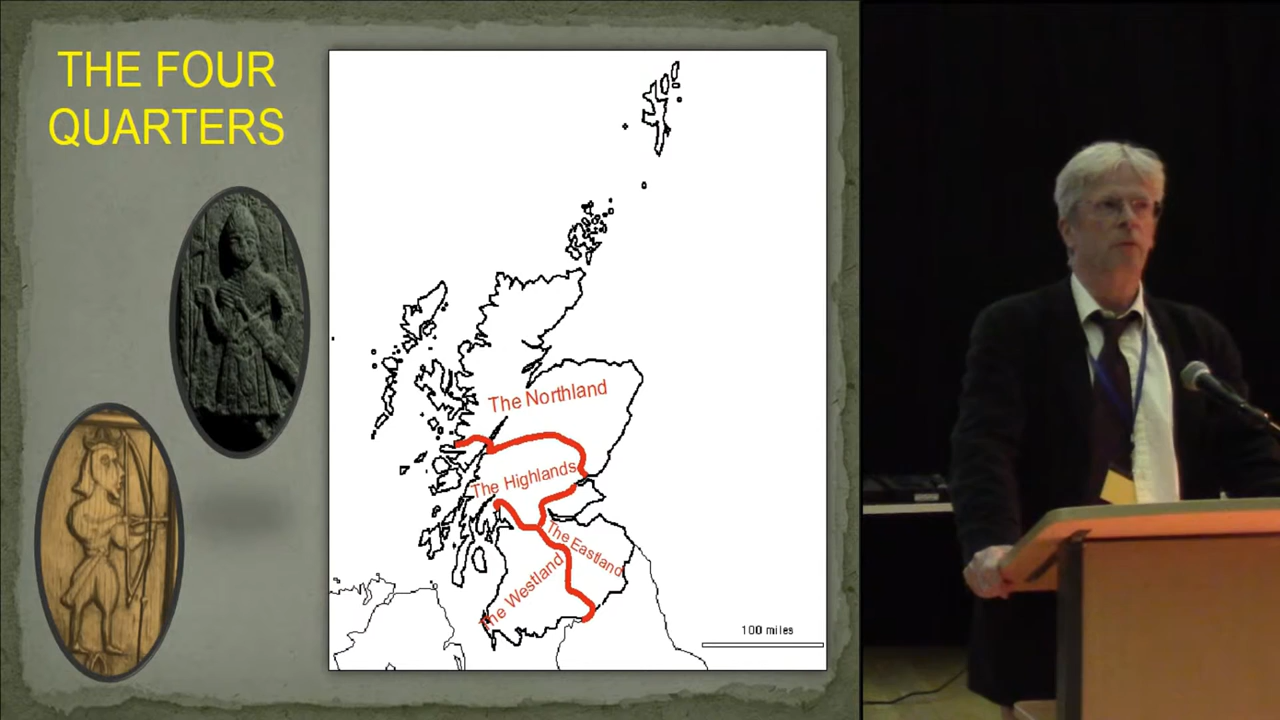 THE FOUR
QUARTERS
The Northland
The Highlands
The Eastland
The Westland
100 miles